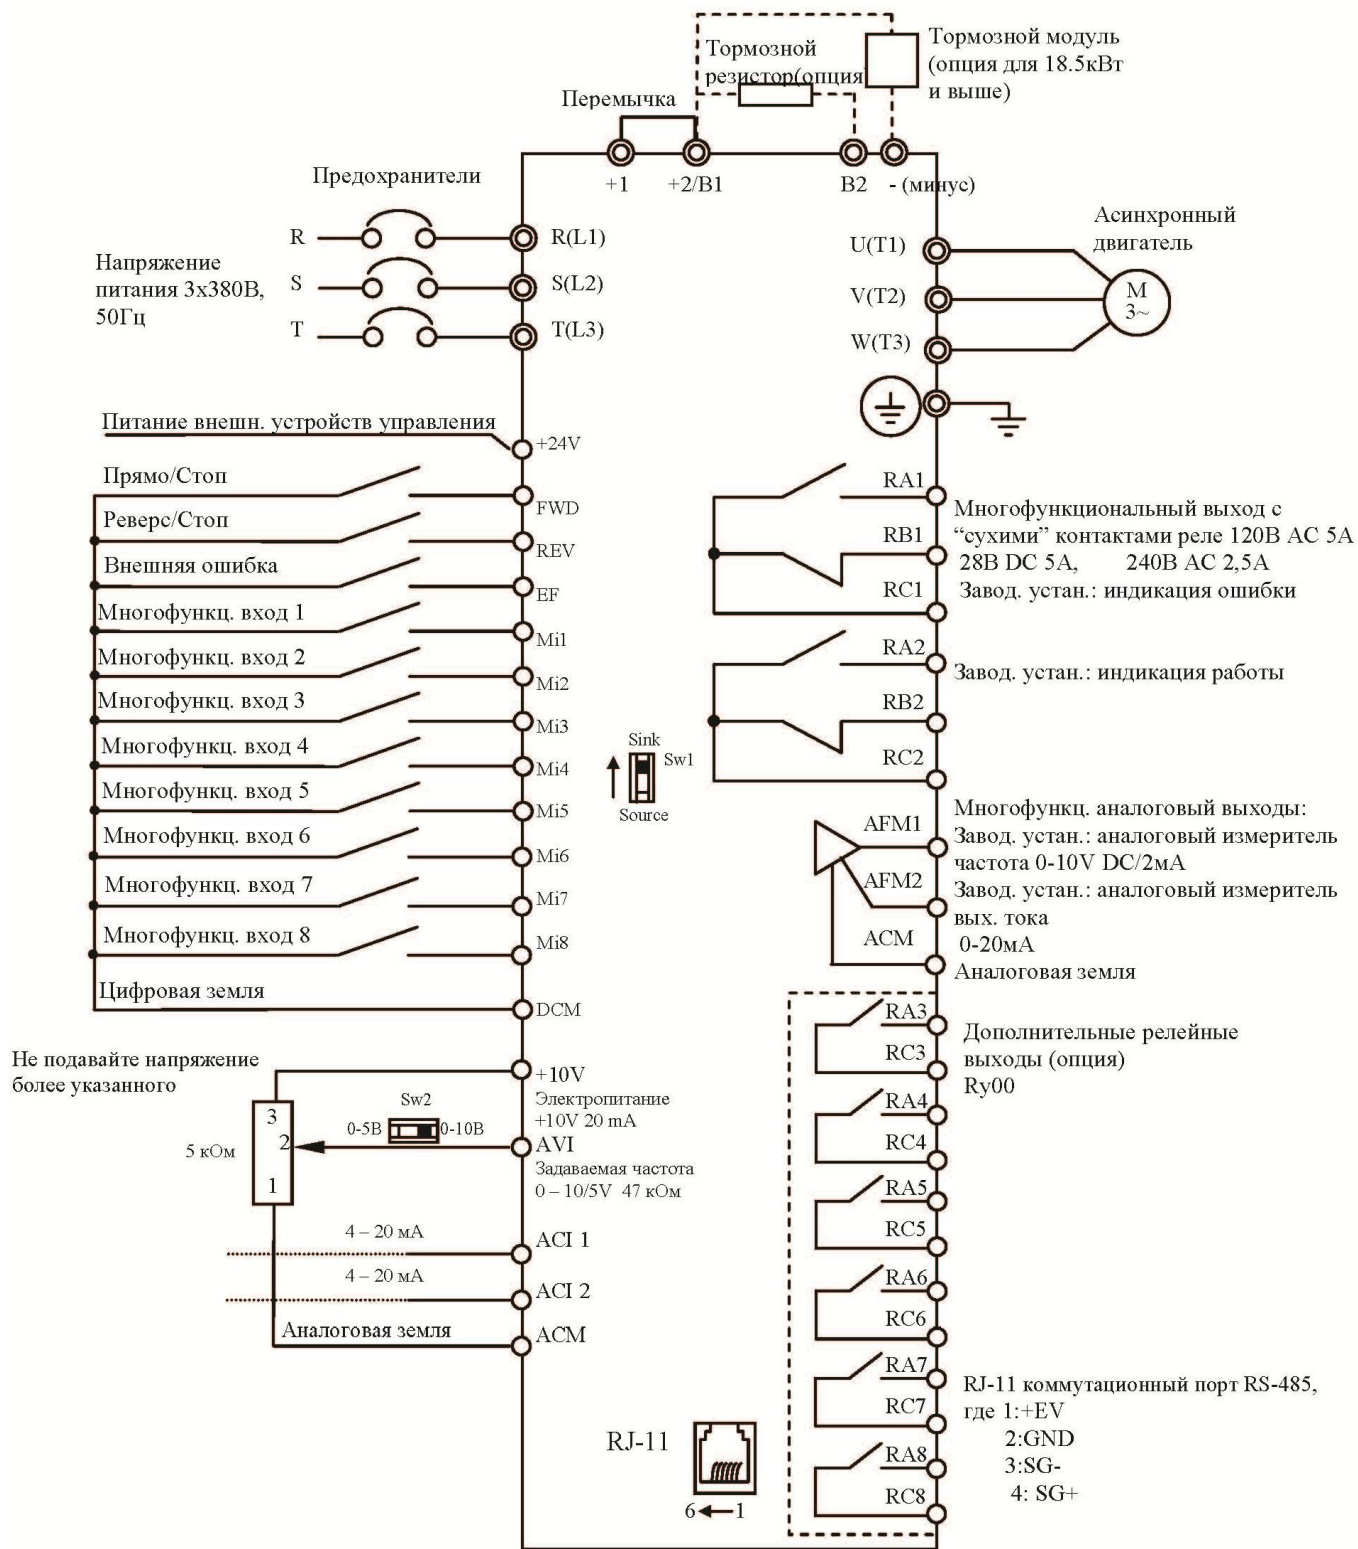 Тормозной
резистор(опция
Тормозной модуль
(опция для 18.5кВт
и выше)
Перемычка
+1
+2/B1
B2
- (минус)
Предохранители
R
R(L1)
Напряжение
питания 3х380В,
50Гц
S
S(L2)
T
T(L3)
Асинхронный
двигатель
U(T1)
V(T2)
W(T3)
M
3~
Питание внешн. устройств управления
+24V
Прямо/Стоп
FWD
Реверс/Стоп
REV
Внешняя ошибка
EF
Многофункц. вход 1
Mi1
Многофункц. вход 2
Mi2
Многофункц. вход 3
Mi3
Многофункц. вход 4
Mi4
Многофункц. вход 5
Mi5
Многофункц. вход 6
Mi6
Многофункц. вход 7
Mi7
Многофункц. вход 8
Mi8
Цифровая земля
DCM
Sink
Sw1
Source
RA1
RB1
RC1
Многофункциональный выход с
“сухими” контактами реле 120В АС 5А
28В DC 5А, 240В АС 2,5А
Завод. устан.: индикация ошибки
RA2
RB2
RC2
Завод. устан.: индикация работы
AFM1
AFM2
ACM
Многофункц. аналоговый выходы:
Завод. устан.: аналоговый измеритель
частота 0-10V DC/2мА
Завод. устан.: аналоговый измеритель
вых. тока
0-20мА
Аналоговая земля
Не подавайте напряжение
более указанного
+10V
Электропитание
+10V 20 mA
Sw2
0-5В
0-10В
AVI
Задаваемая частота
0 – 10/5V 47 кОм
5 кОм
3
2
1
4 – 20 мА
ACI 1
4 – 20 мА
ACI 2
Аналоговая земля
ACM
RA3
RC3
Дополнительные релейные
выходы (опция)
Ry00
RA4
RC4
RA5
RC5
RA6
RC6
RA7
RC7
RA8
RC8
RJ-11 коммутационный порт RS-485,
где 1:+EV
2:GND
3:SG-
4: SG+
RJ-11
6
1